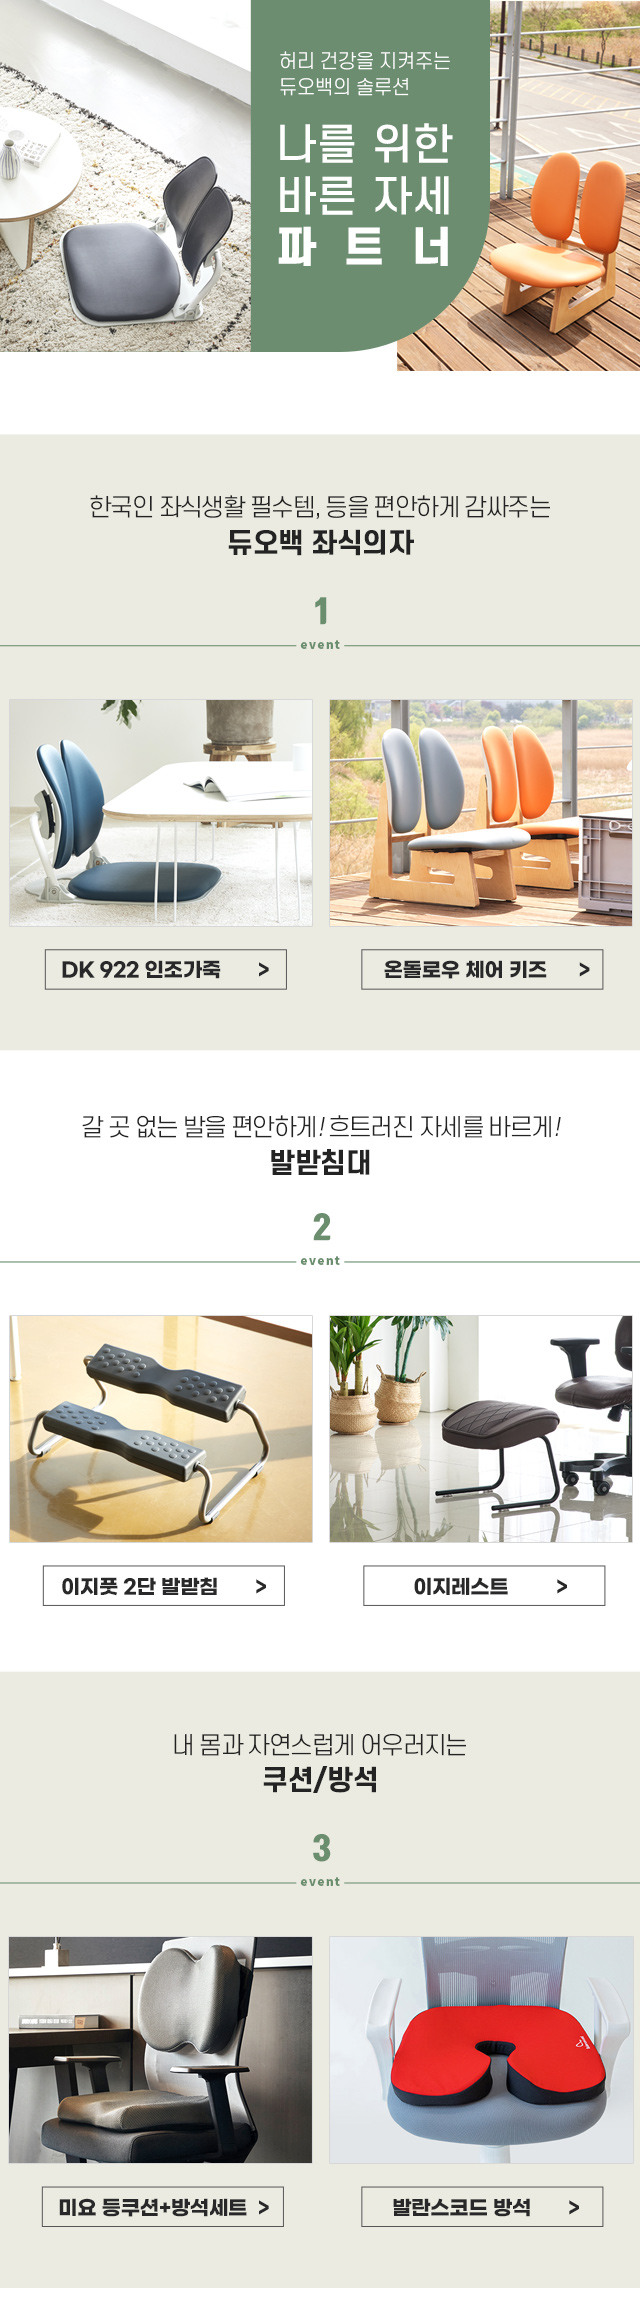 허리 건강을 지켜주는
듀오백의 솔루션
나를 위한
바른 자세
파트너
한국인 좌식생활 필수템, 등을 편안하게 감싸주는
듀오백 좌식의자
1
event
DK 922 인조가죽 >
온돌로우 체어 키즈 >
갈 곳 없는 발을 편안하게! 흐트러진 자세를 바르게!
발받침대
2
event
이지풋 2단 발받침 >
이지레스트 >
내 몸과 자연스럽게 어우러지는
쿠션/방석
3
event
미요 등쿠션+방석세트 >
발란스코드 방석 >